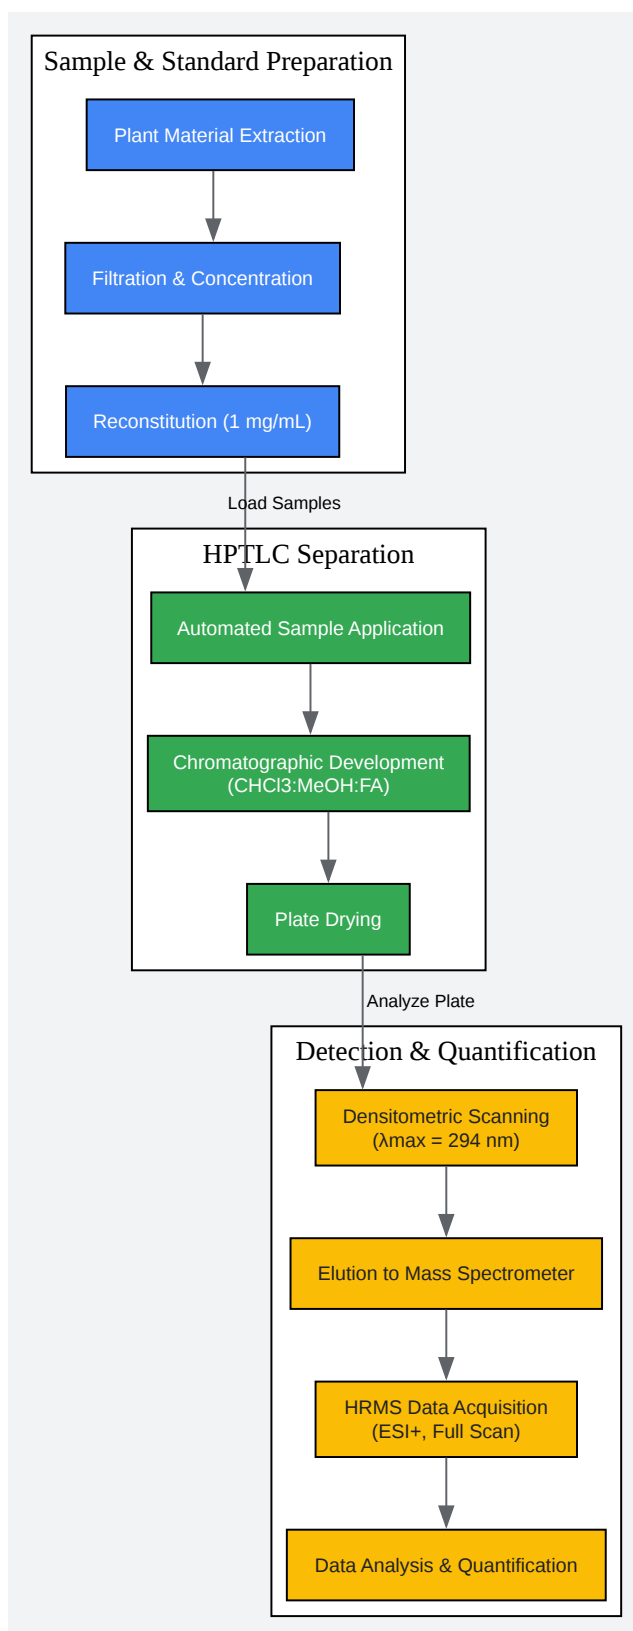 Sample & Standard Preparation
Plant Material Extraction
Filtration & Concentration
Reconstitution (1 mg/mL)
Load Samples
HPTLC Separation
Automated Sample Application
Chromatographic Development
(CHCl3:MeOH:FA)
Plate Drying
Analyze Plate
Detection & Quantification
Densitometric Scanning
(λmax = 294 nm)
Elution to Mass Spectrometer
HRMS Data Acquisition
(ESI+, Full Scan)
Data Analysis & Quantification